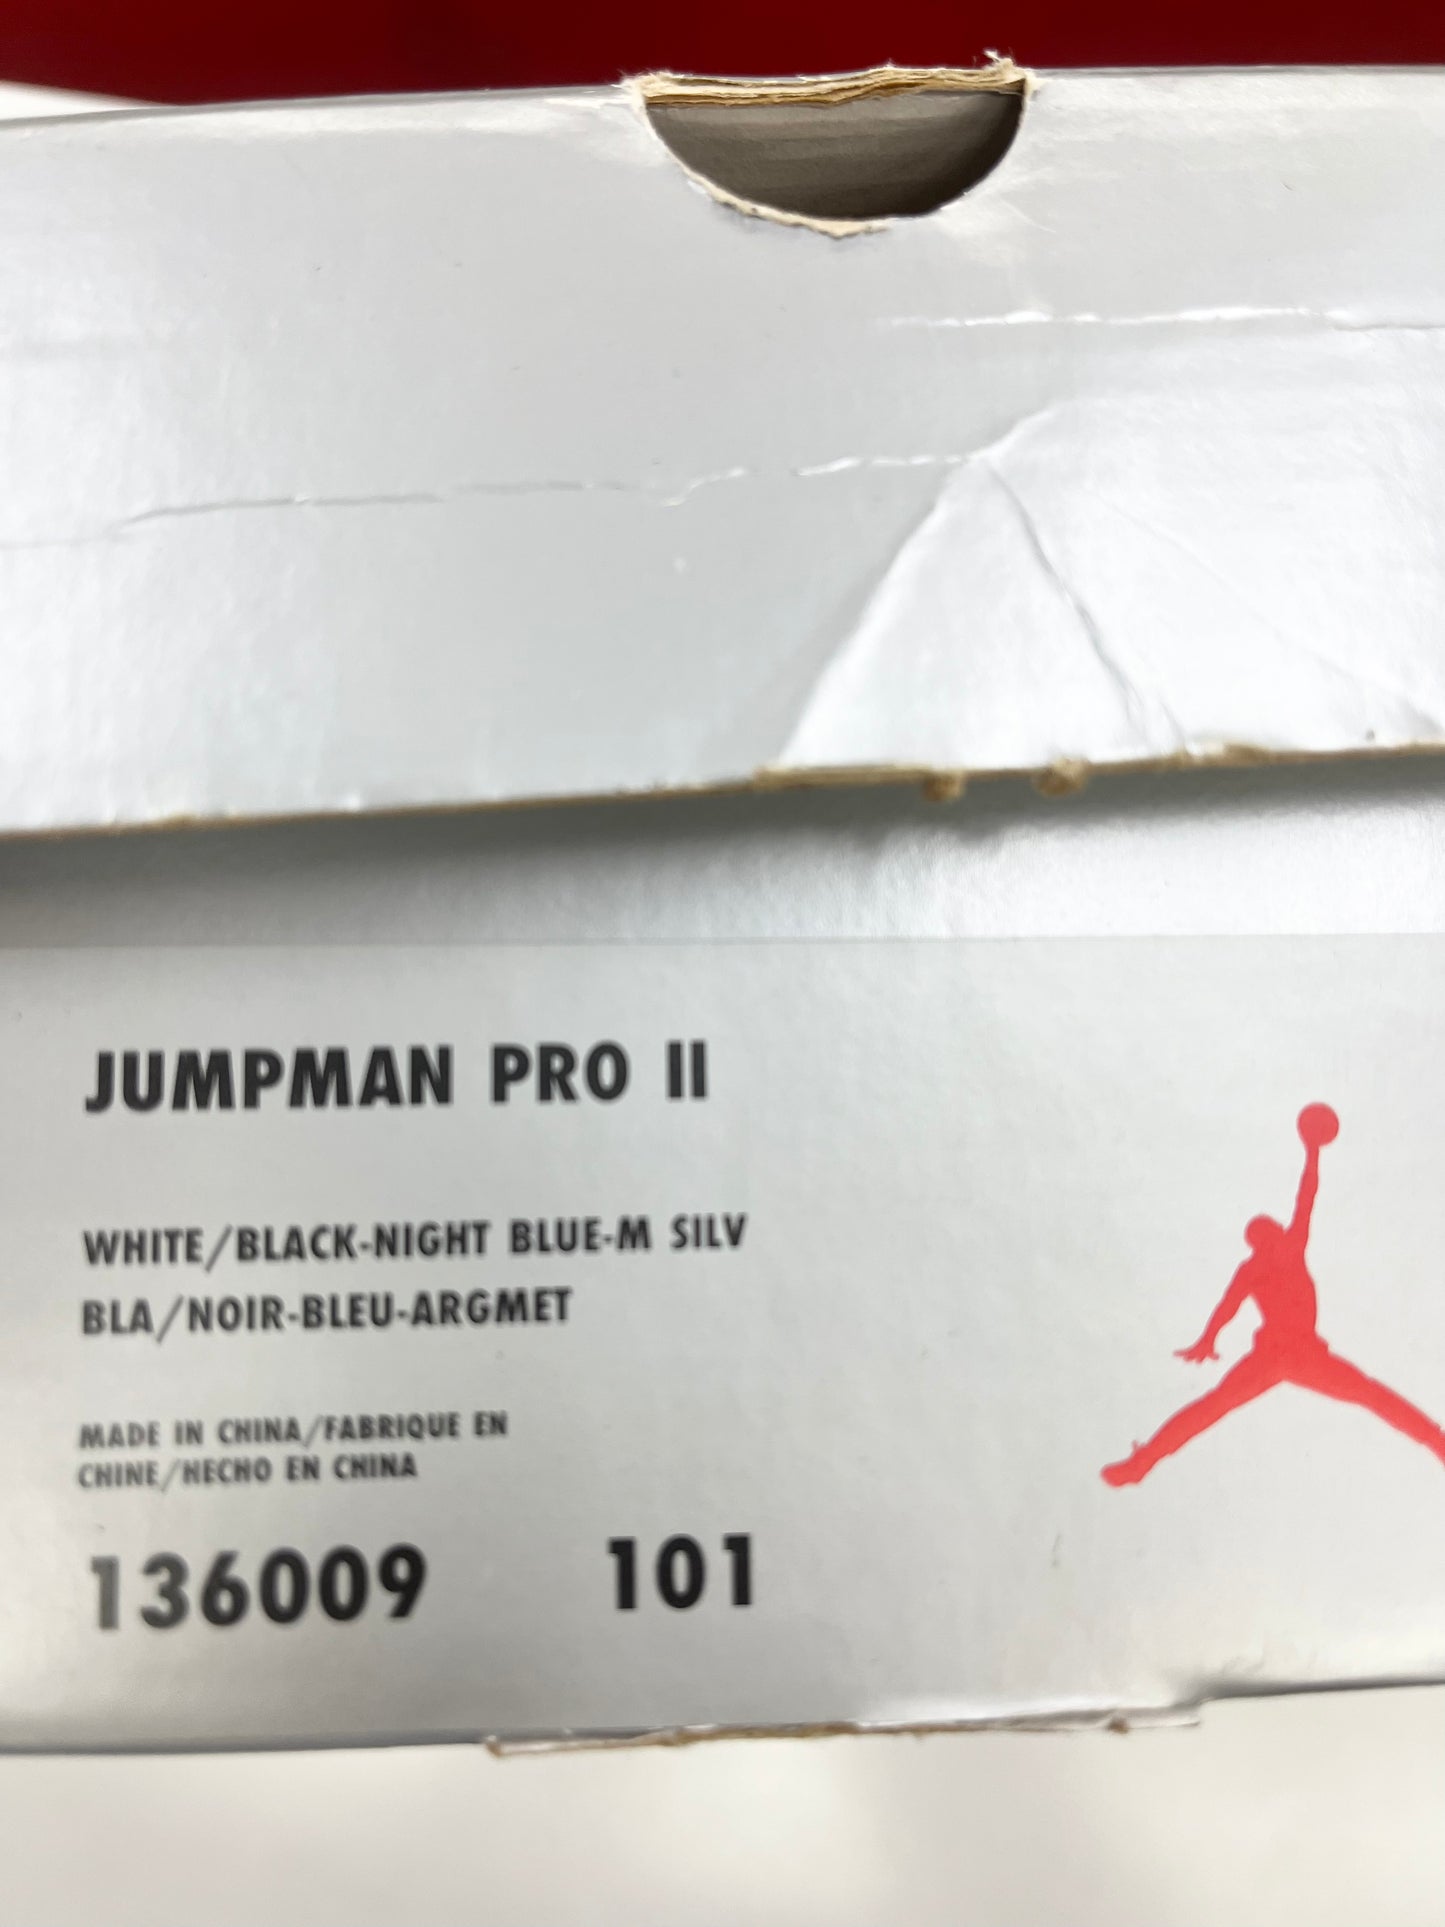 JUMPMAN PRO II
WHITE/BLACK-NIGHT BLUE-M SILV
BLA/NOIR-BLEU-ARGMET
MADE IN CHINA/FABRIQUE EN
CHINE/HECHO EN CHINA
136009 101